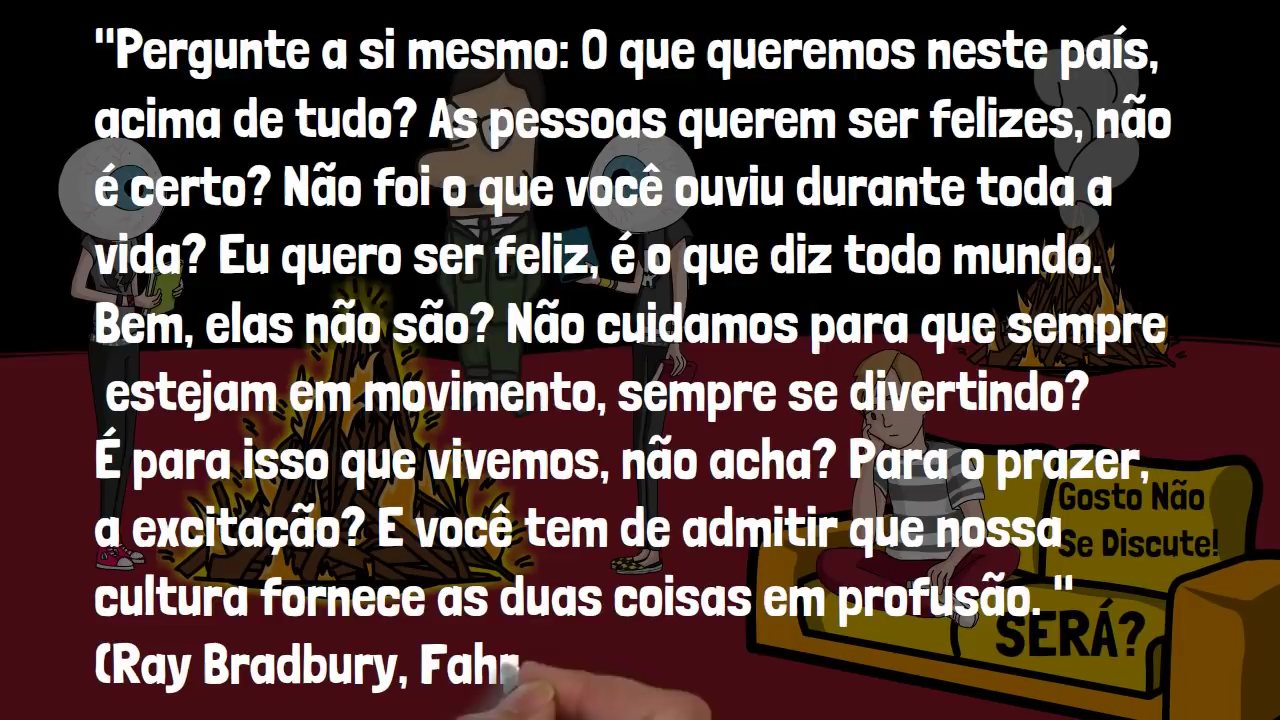 "Pergunte a si mesmo: O que queremos neste país,
acima de tudo? As pessoas querem ser felizes, não
é certo? Não foi o que você ouviu durante toda a
vida? Eu quero ser feliz, é o que diz todo mundo.
Bem, elas não são? Não cuidamos para que sempre
estejam em movimento, sempre se divertindo?
É para isso que vivemos, não acha? Para o prazer,
a excitação? E você tem de admitir que nossa
cultura fornece as duas coisas em profusão. "
(Ray Bradbury, Fahr
Gosto Não
Se Discute!
SERÁ?